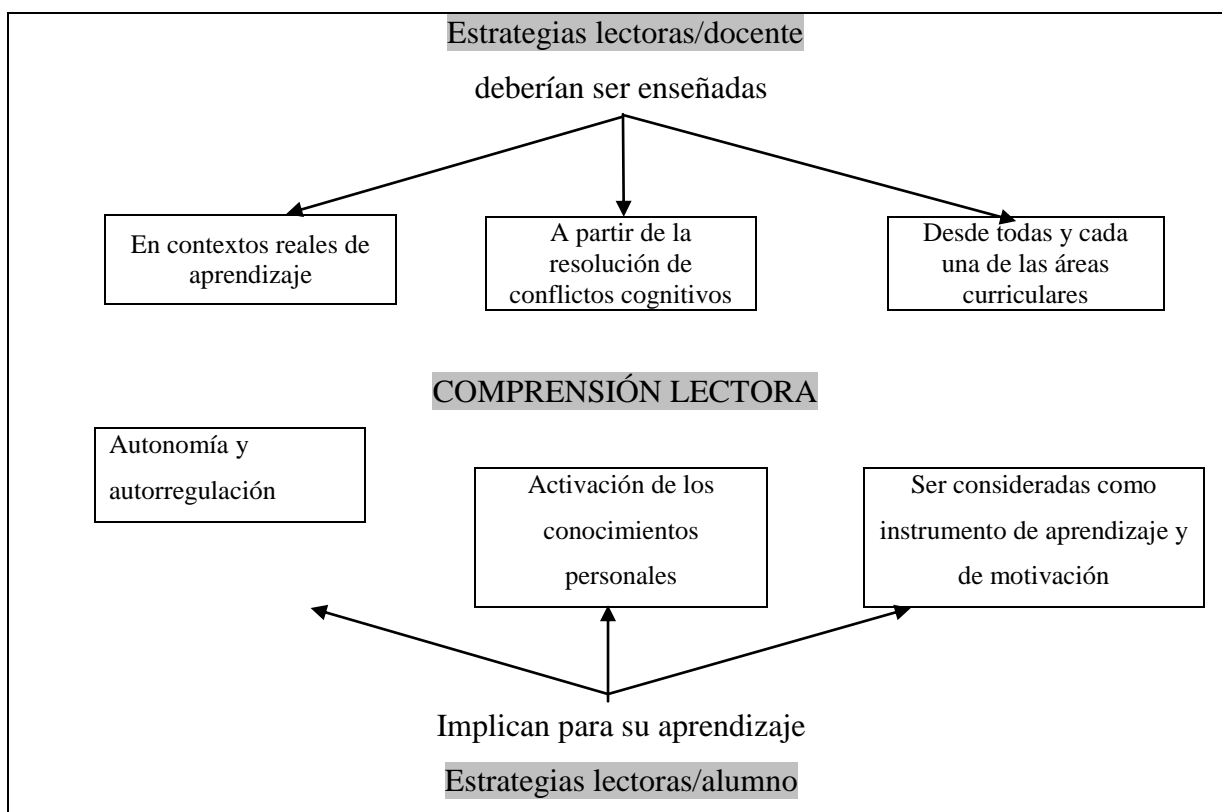 Estrategias lectoras/docente
deberían ser enseñadas
En contextos reales de
aprendizaje
A partir de la
resolución de
conflictos cognitivos
Desde todas y cada
una de las áreas
curriculares
COMPRENSIÓN LECTORA
Autonomía y
autorregulación
Activación de los
conocimientos
personales
Ser consideradas como
instrumento de aprendizaje y
de motivación
Implican para su aprendizaje
Estrategias lectoras/alumno